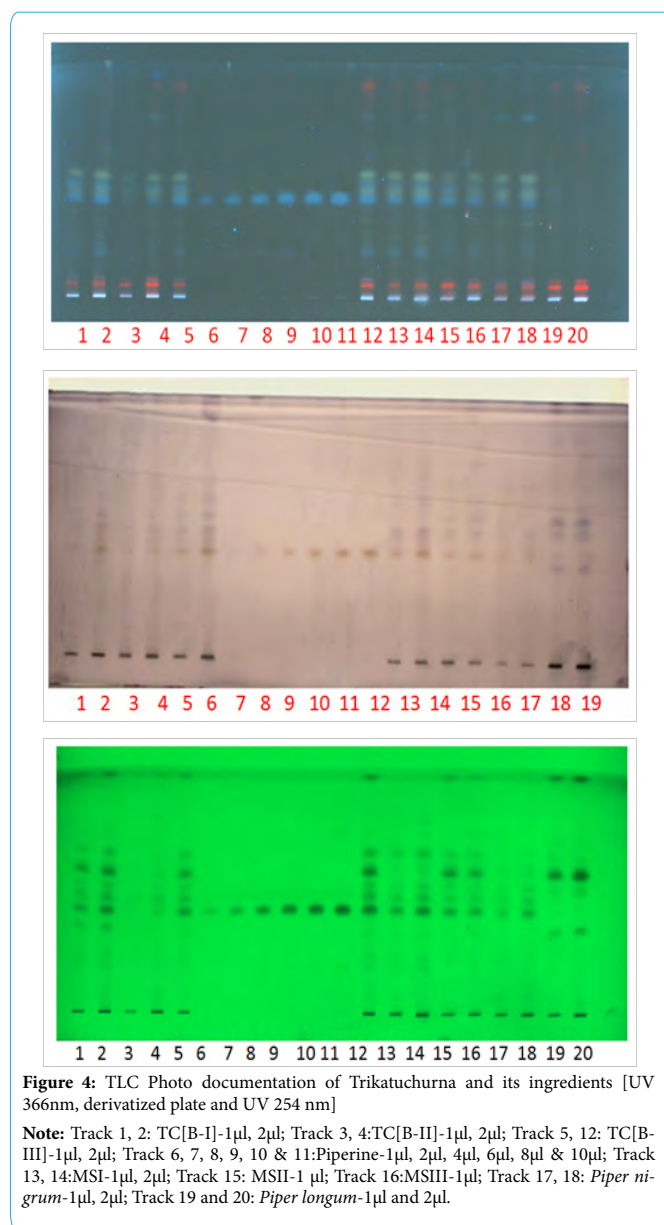 1 2 3 4 5 6 7 8 9 10 11 12 13 14 15 16 17 18 19 20
1 2 3 4 5 6 7 8 9 10 11 12 13 14 15 16 17 18 19
1 2 3 4 5 6 7 8 9 10 11 12 13 14 15 16 17 18 19 20
Figure 4: TLC Photo documentation of Trikatuchurna and its ingredients [UV
366nm, derivatized plate and UV 254 nm]
Note: Track 1, 2: TC[B-I]-1µl, 2µl; Track 3, 4:TC[B-II]-1µl, 2µl; Track 5, 12: TC[B-
III]-1µl, 2µl; Track 6, 7, 8, 9, 10 & 11:Piperine-1µl, 2µl, 4µl, 6µl, 8µl & 10µl; Track
13, 14:MSI-1µl, 2µl; Track 15: MSII-1 µl; Track 16:MSIII-1µl; Track 17, 18: Piper ni-
grum-1µl, 2µl; Track 19 and 20: Piper longum-1µl and 2µl.